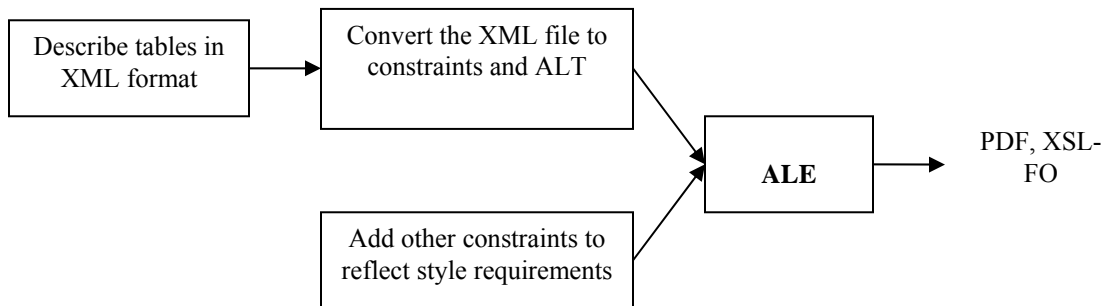 Describe tables in
XML format
Convert the XML file to
constraints and ALT
Add other constraints to
reflect style requirements
ALE
PDF, XSL-
FO